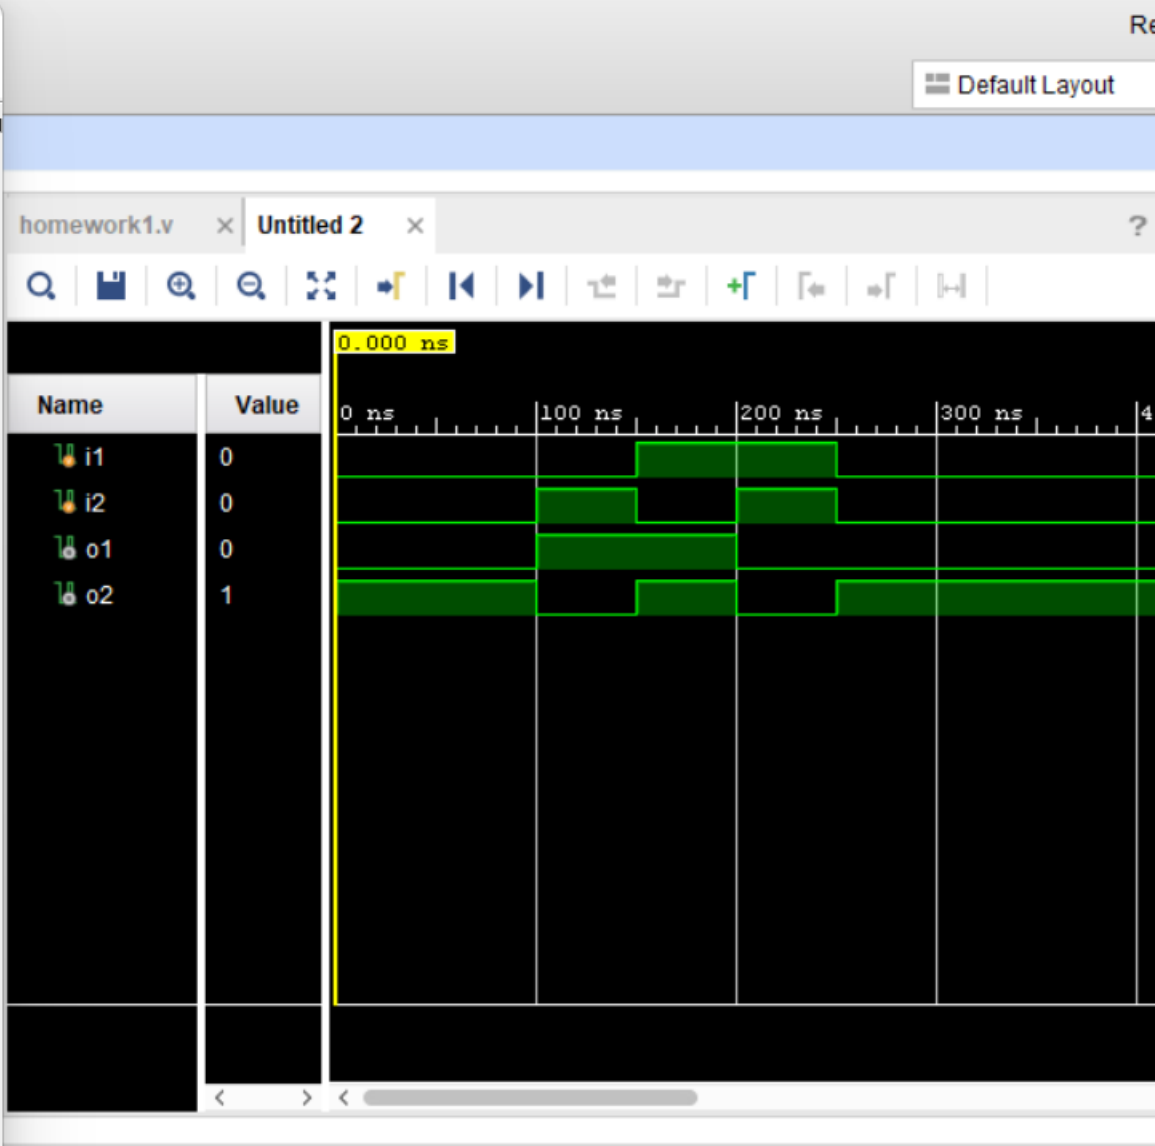 Default Layout
homework1.v Untitled 2 ?
0.000 ns
Name Value 0 ns 100 ns 200 ns 300 ns 4
i1 0
i2 0
o1 0
o2 1